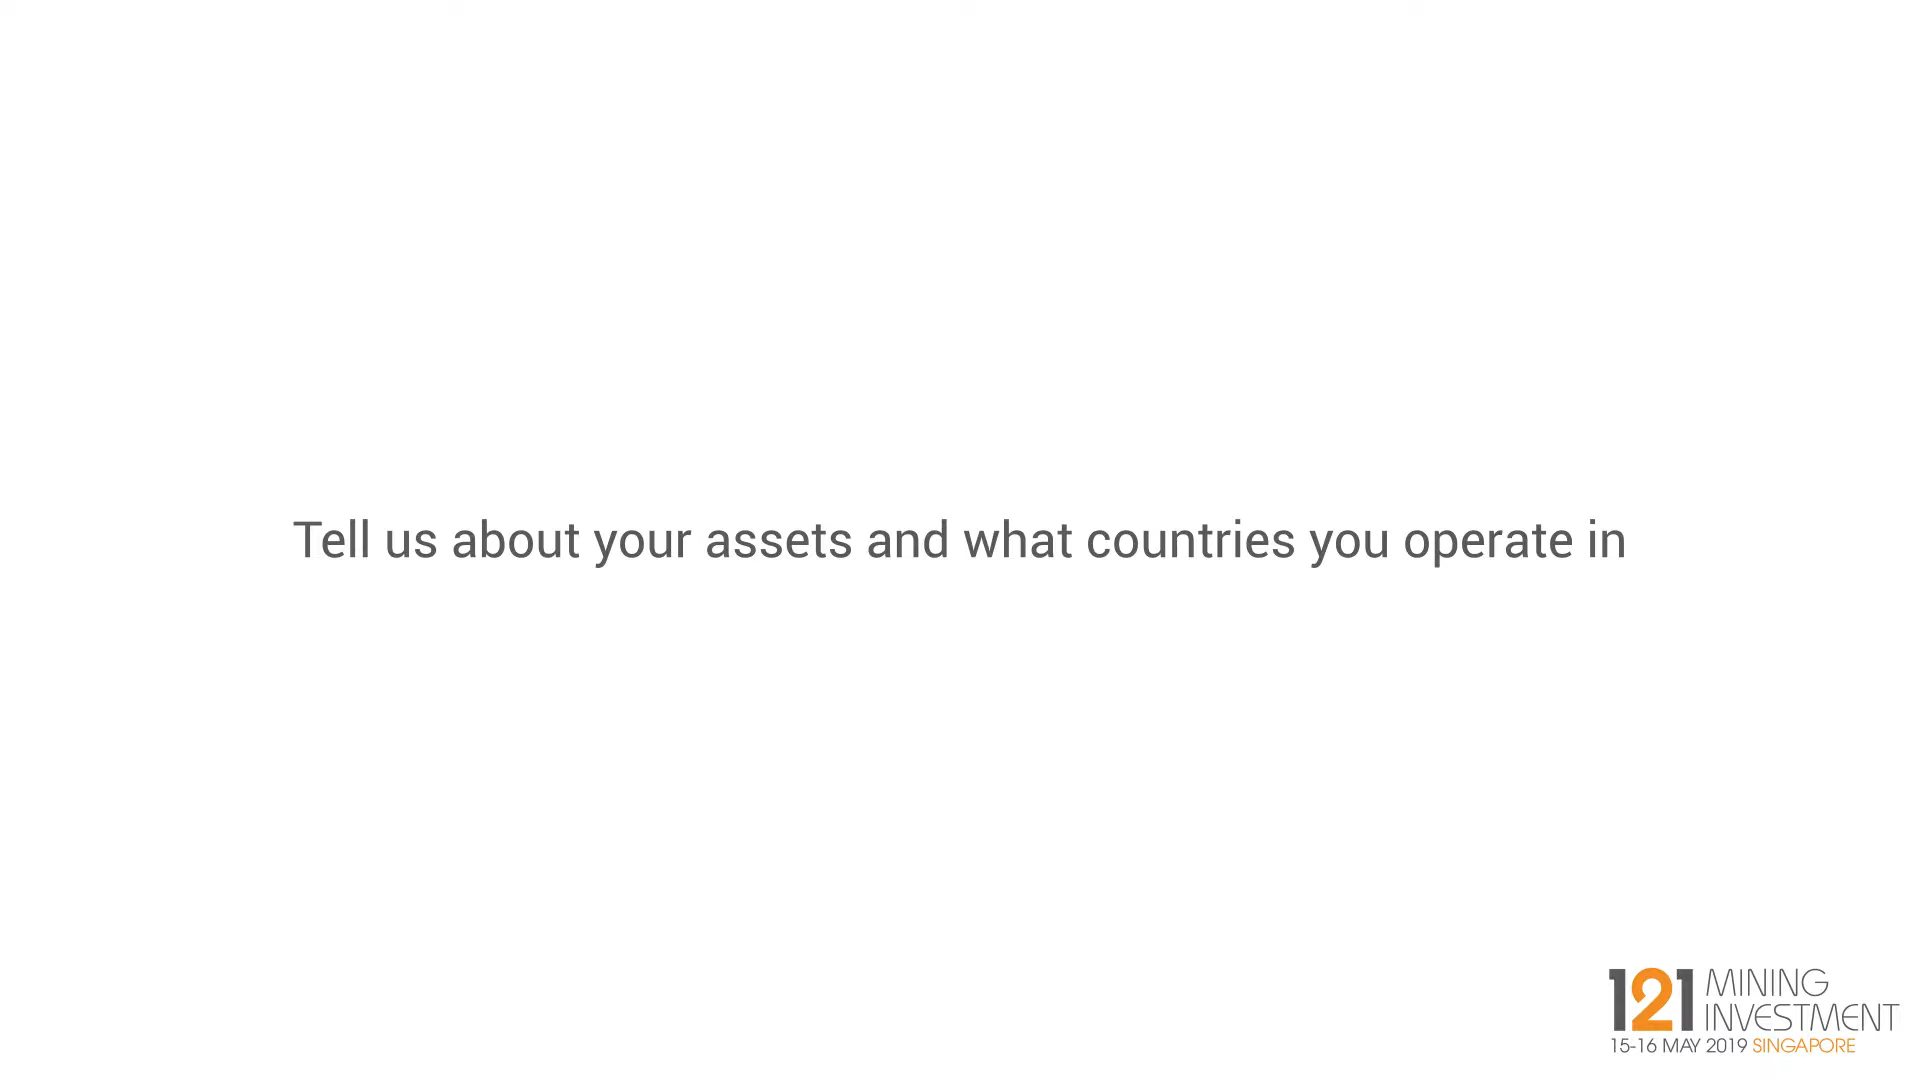 Tell us about your assets and what countries you operate in
121 MINING
INVESTMENT
15-16 MAY 2019 SINGAPORE